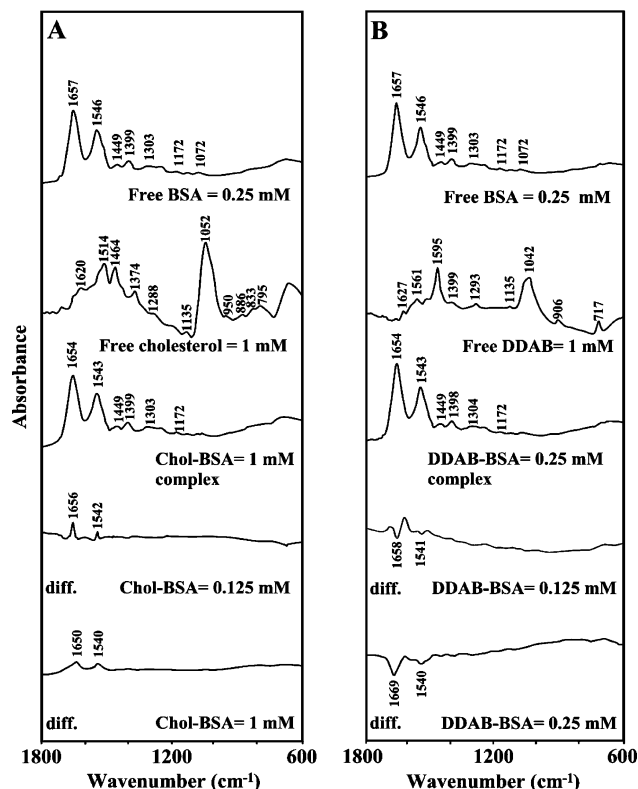 A
1657
1546
1449
1399
1303
1172
1072
Free BSA = 0.25 mM
1620
1514
1464
1374
1288
1135
1052
950
886
833
795
Free cholesterol = 1 mM
1654
1543
1449
1399
1303
1172
Chol-BSA= 1 mM
complex
1656
1542
diff.
Chol-BSA= 0.125 mM
1650
1540
diff.
Chol-BSA= 1 mM
1800
1200
600
Wavenumber (cm-1)
Absorbance
B
1657
1546
1449
1399
1303
1172
1072
Free BSA = 0.25 mM
1627
1561
1595
1399
1293
1135
1042
906
717
Free DDAB= 1 mM
1654
1543
1449
1398
1304
1172
DDAB-BSA= 0.25 mM
complex
1658
1541
diff.
DDAB-BSA= 0.125 mM
1669
1540
diff.
DDAB-BSA= 0.25 mM
1800
1200
600
Wavenumber (cm-1)